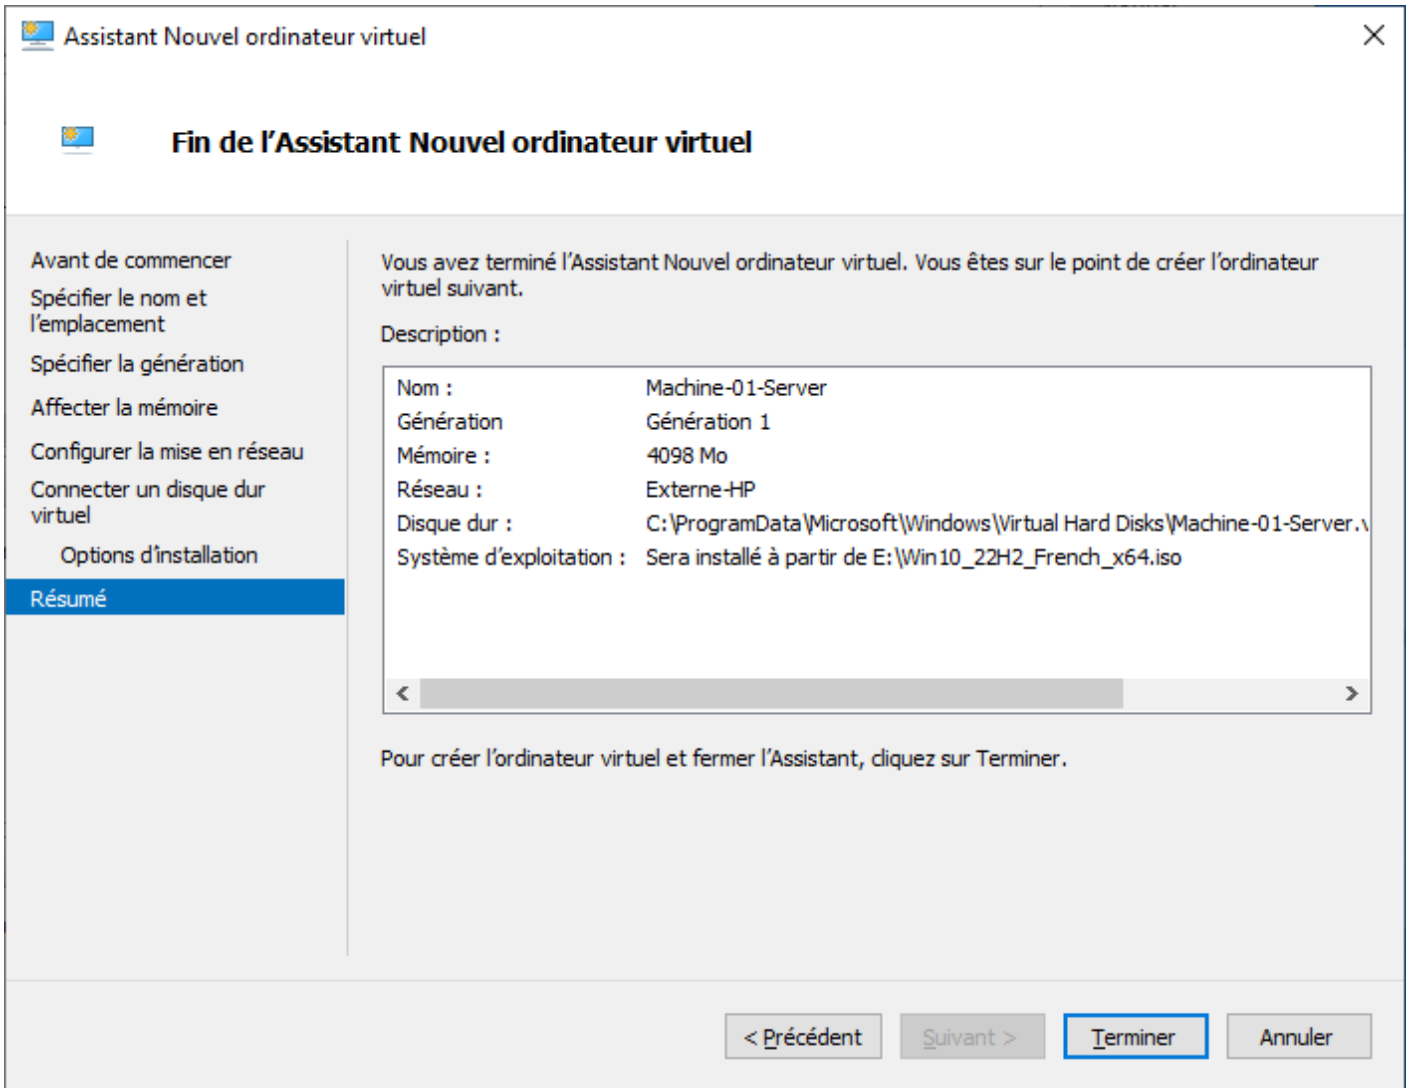 Assistant Nouvel ordinateur virtuel
Fin de l'Assistant Nouvel ordinateur virtuel
Avant de commencer
Spécifier le nom et
l'emplacement
Spécifier la génération
Affecter la mémoire
Configurer la mise en réseau
Connecter un disque dur
virtuel
Options d'installation
Résumé
Vous avez terminé l'Assistant Nouvel ordinateur virtuel. Vous êtes sur le point de créer l'ordinateur
virtuel suivant.
Description :
Nom : Machine-01-Server
Génération Génération 1
Mémoire : 4098 Mo
Réseau : Externe-HP
Disque dur : C:\ProgramData\Microsoft\Windows\Virtual Hard Disks\Machine-01-Server.v
Système d'exploitation : Sera installé à partir de E:\Win10_22H2_French_x64.iso
Pour créer l'ordinateur virtuel et fermer l'Assistant, cliquez sur Terminer.
< Précédent
Suivant >
Terminer
Annuler